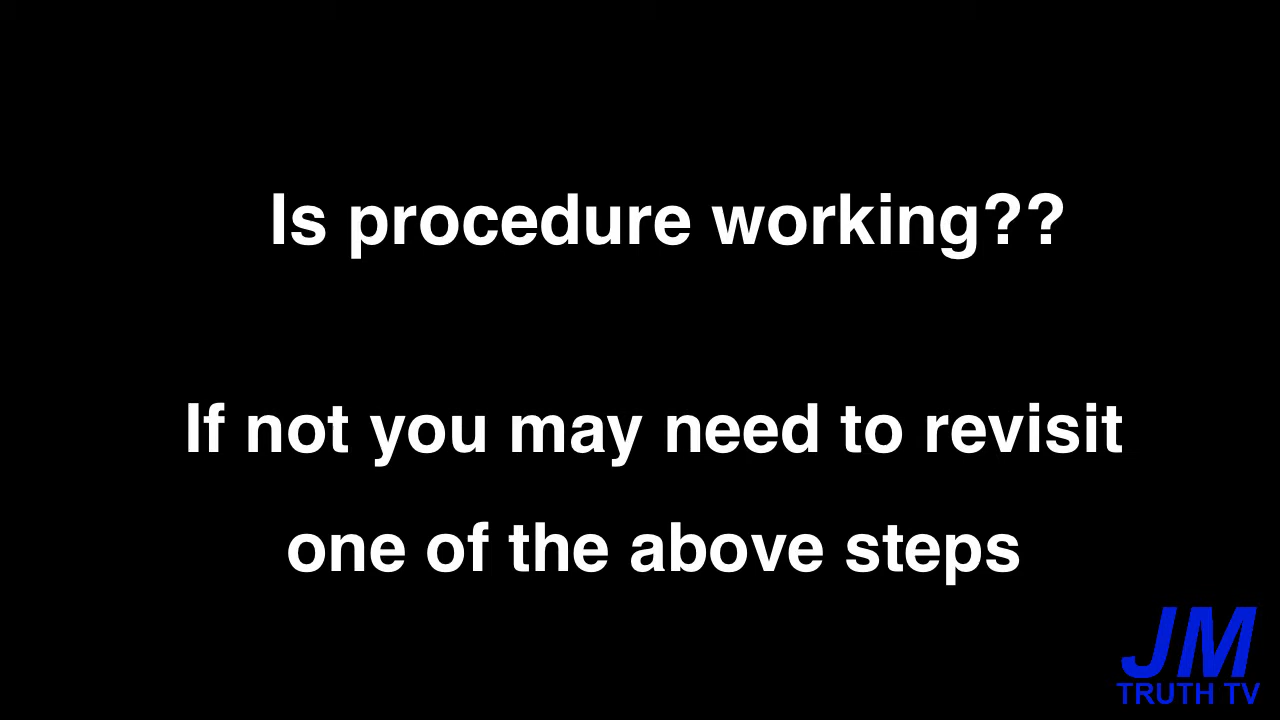 Is procedure working??
If not you may need to revisit
one of the above steps
JM
TRUTH TV